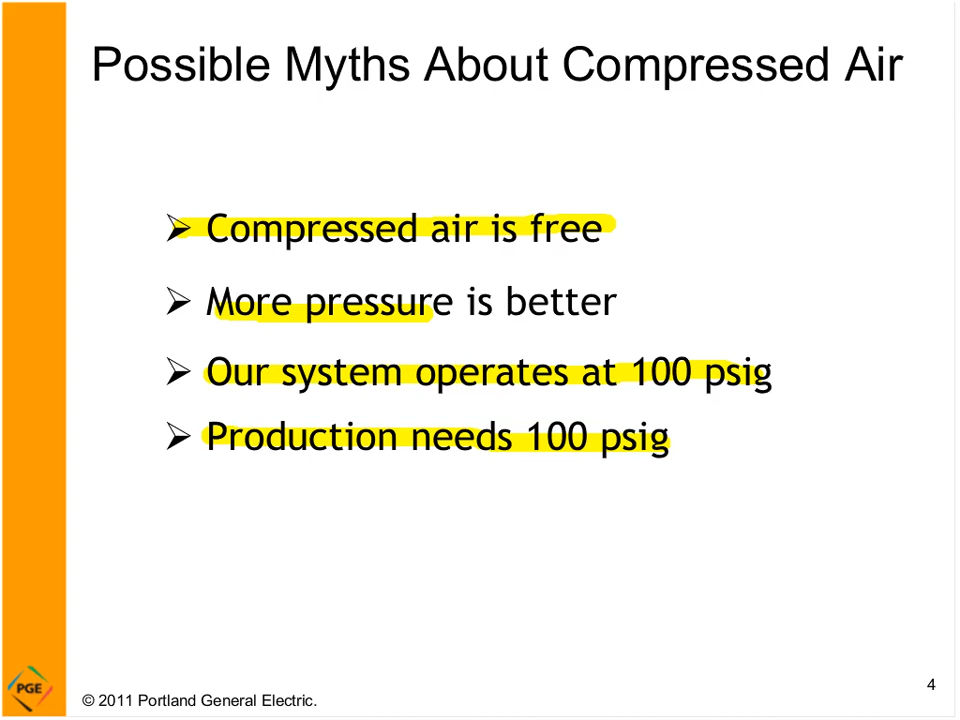 Possible Myths About Compressed Air
➢ Compressed air is free
➢ More pressure is better
➢ Our system operates at 100 psig
➢ Production needs 100 psig
PGE
© 2011 Portland General Electric.
4